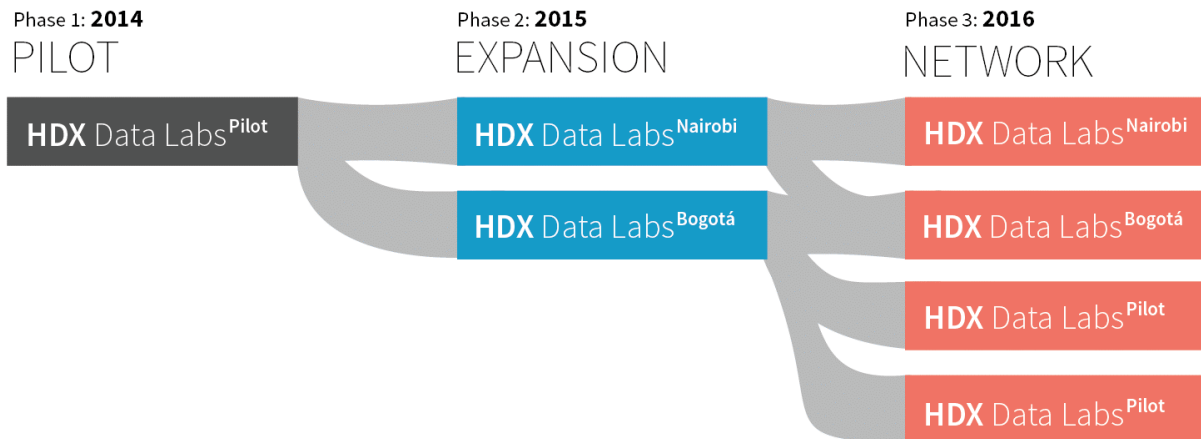 Phase 1: 2014
PILOT
HDX Data Labs Pilot
Phase 2: 2015
EXPANSION
HDX Data Labs Nairobi
HDX Data Labs Bogotá
Phase 3: 2016
NETWORK
HDX Data Labs Nairobi
HDX Data Labs Bogotá
HDX Data Labs Pilot
HDX Data Labs Pilot